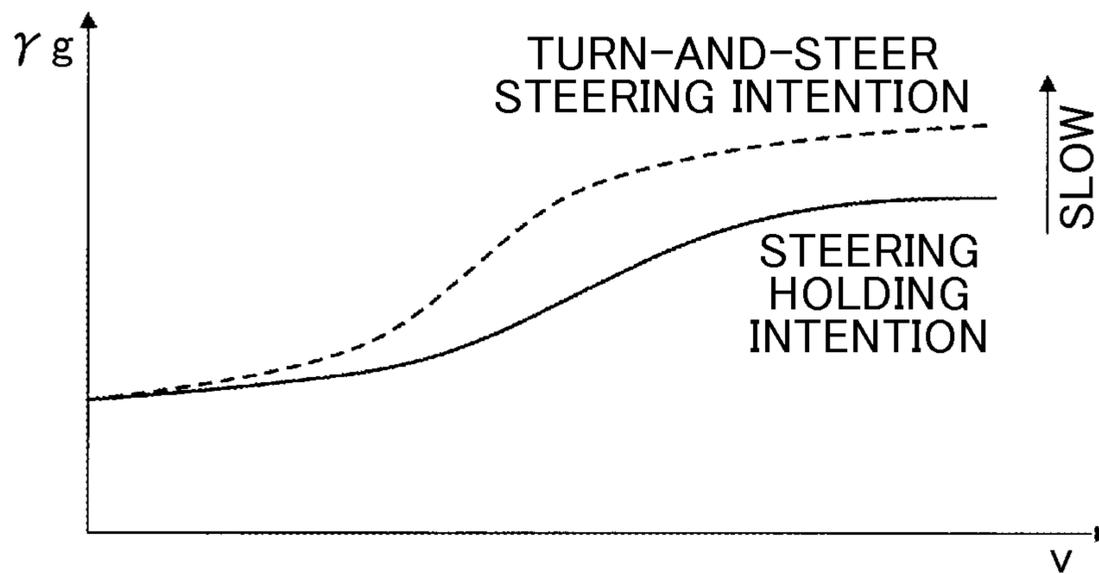 γg
TURN-AND-STEER
STEERING INTENTION
SLOW
STEERING
HOLDING
INTENTION
V